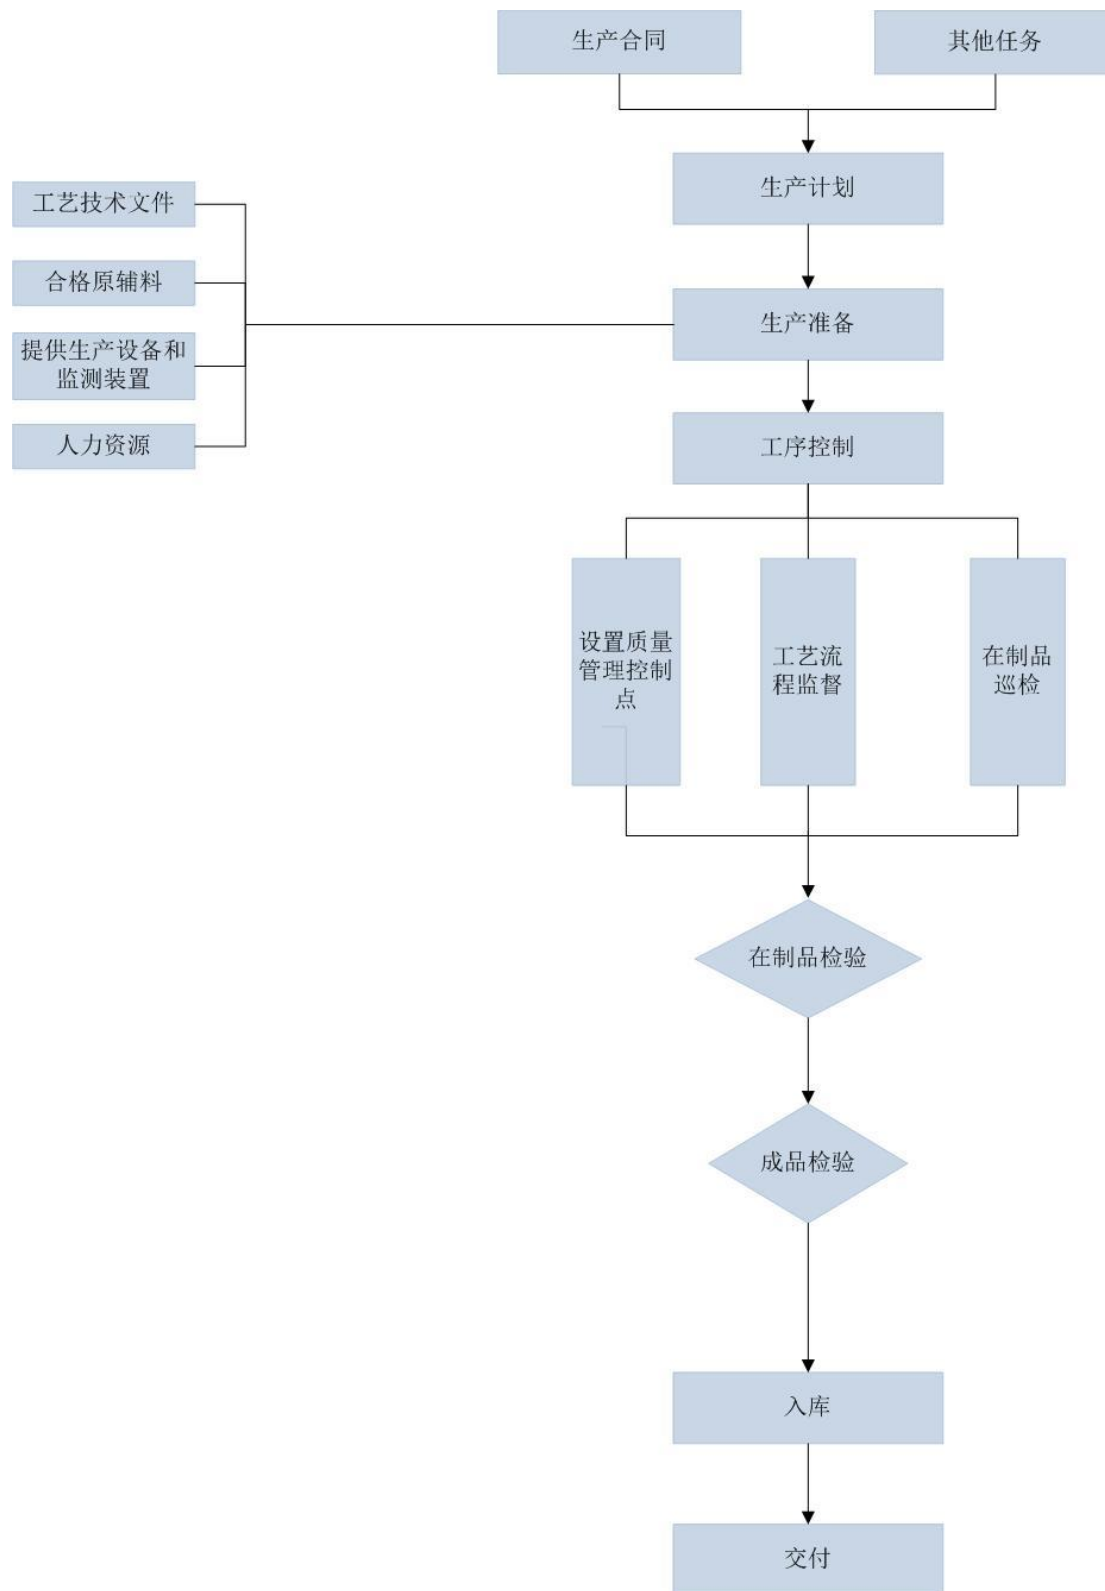 生产合同
其他任务
生产计划
工艺技术文件
合格原辅料
生产准备
提供生产设备和
监测装置
人力资源
工序控制
设置质量
管理控制
点
工艺流
程监督
在制品
巡检
在制品检验
成品检验
入库
交付